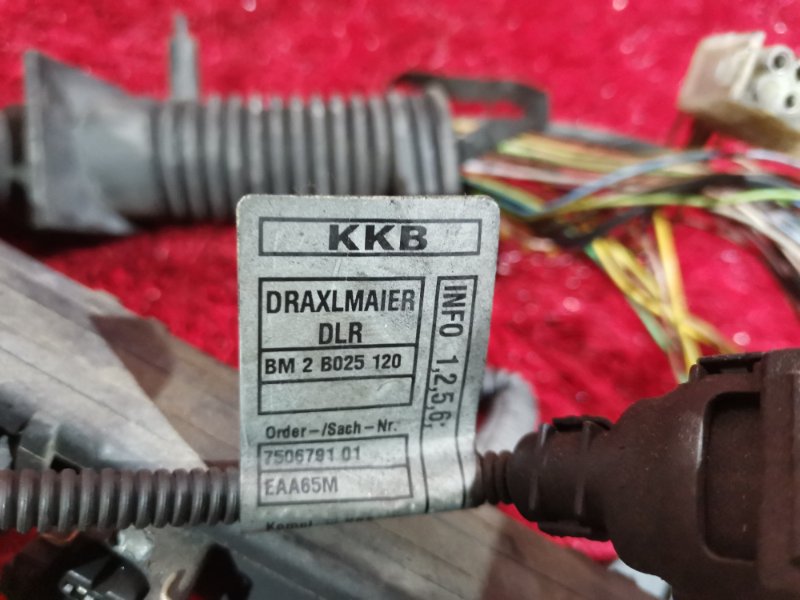 KKB
DRAXLMAIER
DLR
BM 2 B025 120
INFO 1,2,5,6,
Order-/Sach-Nr.
7506791 01
EAA65M